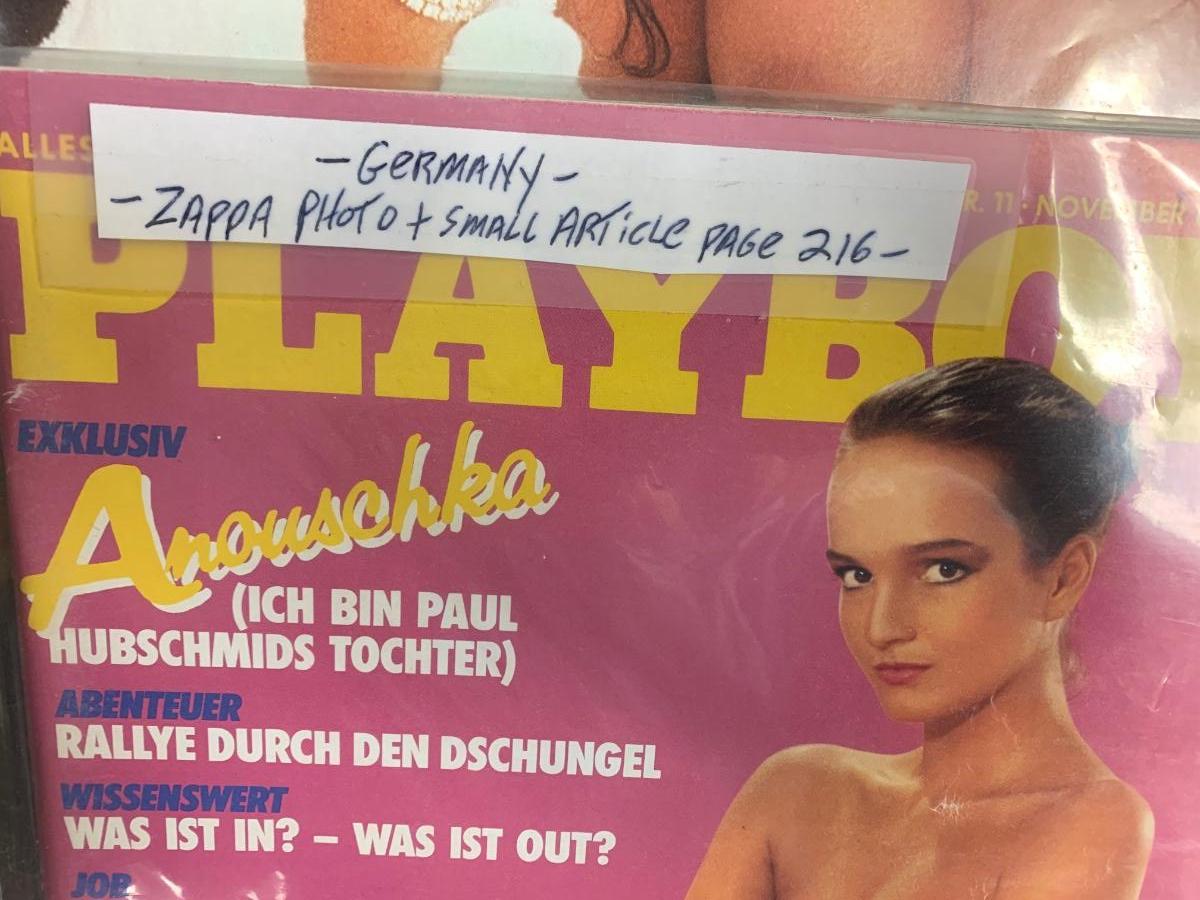 ALLES
- GERMANY -
- ZAPPA PHOTO + SMALL ARTICLE PAGE 216 -
R. 11 · NOVEMBER
PLAYBO
EXKLUSIV
Anouschka
(ICH BIN PAUL
HUBSCHMIDS TOCHTER)
ABENTEUER
RALLYE DURCH DEN DSCHUNGEL
WISSENSWERT
WAS IST IN? – WAS IST OUT?
JOB